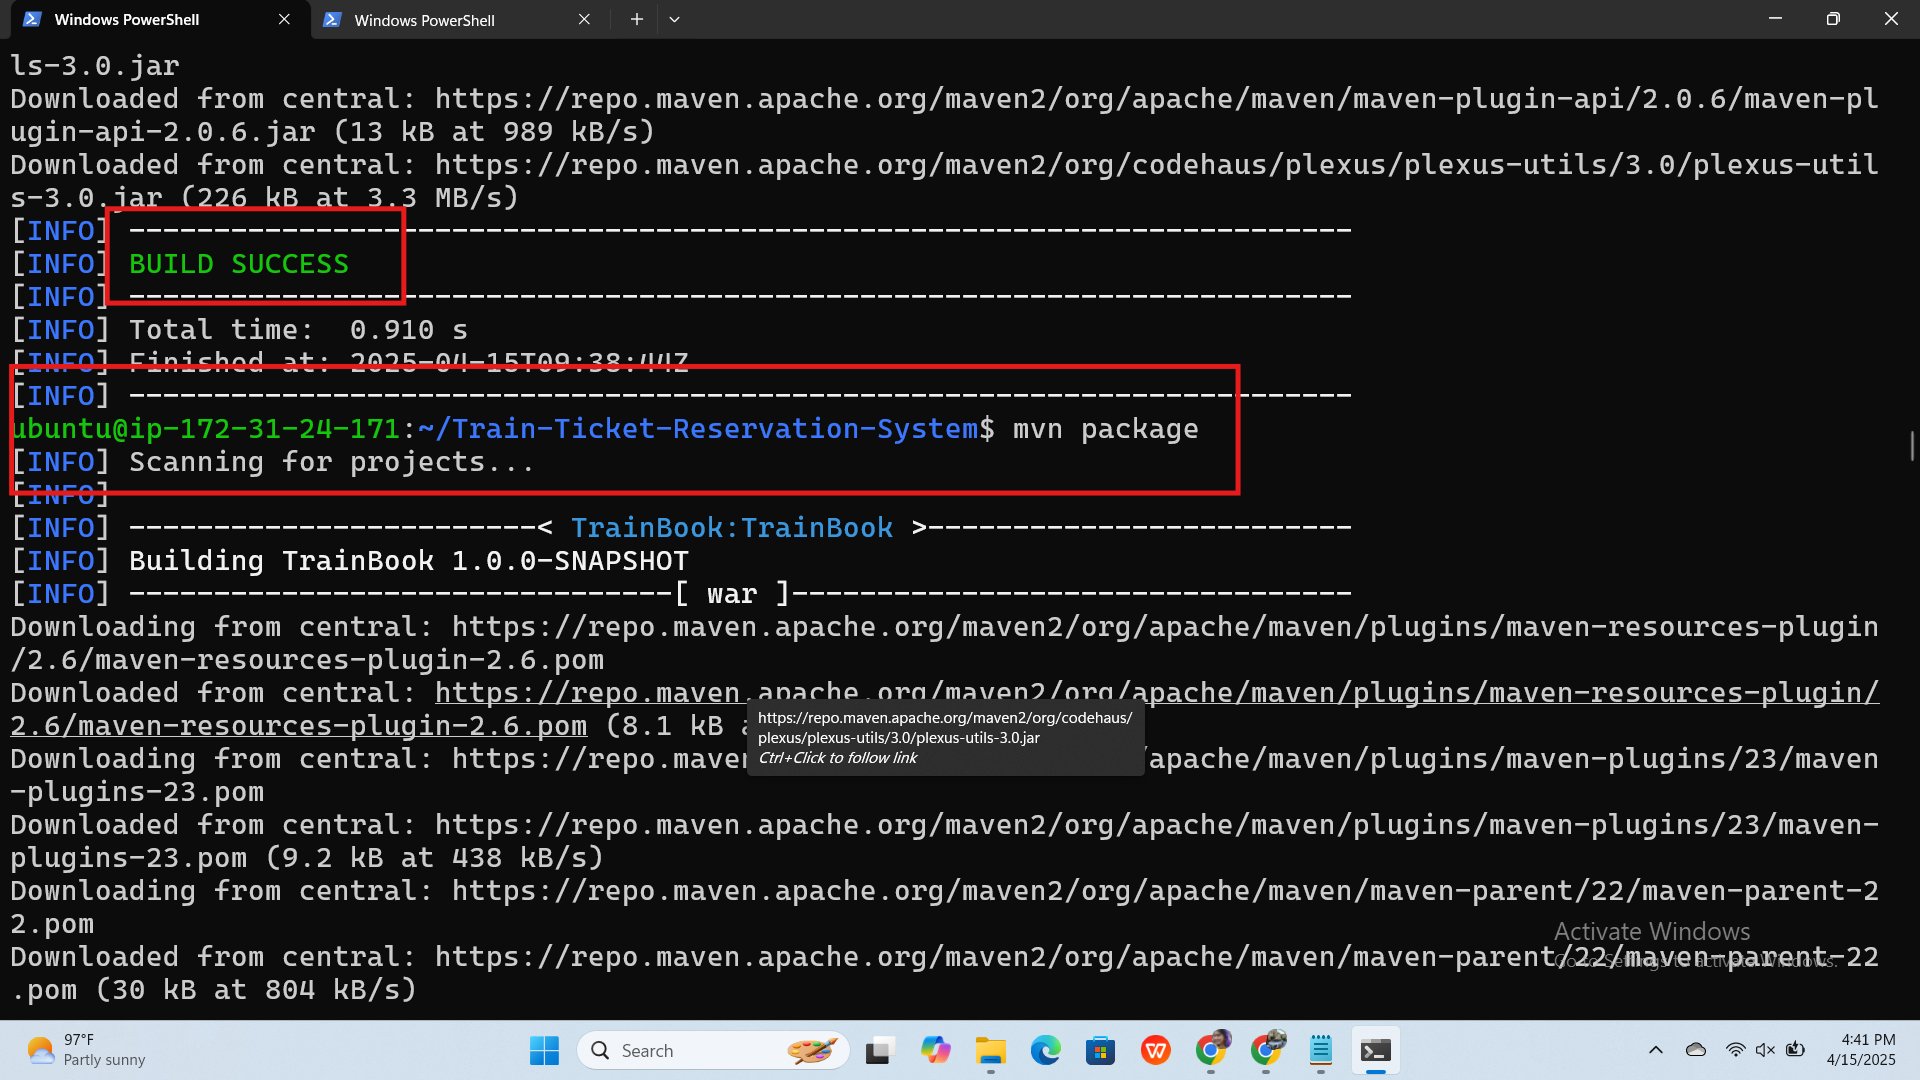 Windows PowerShell
Windows PowerShell
ls-3.0.jar
Downloaded from central: https://repo.maven.apache.org/maven2/org/apache/maven/maven-plugin-api/2.0.6/maven-pl
ugin-api-2.0.6.jar (13 kB at 989 kB/s)
Downloaded from central: https://repo.maven.apache.org/maven2/org/codehaus/plexus/plexus-utils/3.0/plexus-util
s-3.0.jar (226 kB at 3.3 MB/s)
[INFO] ------------------------------------------------------------------------
[INFO] BUILD SUCCESS
[INFO] ------------------------------------------------------------------------
[INFO] Total time:  0.910 s
[INFO] Finished at: 2025-04-15T09:38:44Z
[INFO] ------------------------------------------------------------------------
ubuntu@ip-172-31-24-171:~/Train-Ticket-Reservation-System$ mvn package
[INFO] Scanning for projects...
[INFO]
[INFO] ------------------------< TrainBook:TrainBook >-------------------------
[INFO] Building TrainBook 1.0.0-SNAPSHOT
[INFO] --------------------------------[ war ]---------------------------------
Downloading from central: https://repo.maven.apache.org/maven2/org/apache/maven/plugins/maven-resources-plugin
/2.6/maven-resources-plugin-2.6.pom
Downloaded from central: https://repo.maven.apache.org/maven2/org/apache/maven/plugins/maven-resources-plugin/
2.6/maven-resources-plugin-2.6.pom (8.1 kB
https://repo.maven.apache.org/maven2/org/codehaus/
plexus/plexus-utils/3.0/plexus-utils-3.0.jar
Ctrl+Click to follow link
Downloading from central: https://repo.maven apache/maven/plugins/maven-plugins/23/maven
-plugins-23.pom
Downloaded from central: https://repo.maven.apache.org/maven2/org/apache/maven/plugins/maven-plugins/23/maven-
plugins-23.pom (9.2 kB at 438 kB/s)
Downloading from central: https://repo.maven.apache.org/maven2/org/apache/maven/maven-parent/22/maven-parent-2
2.pom
Downloaded from central: https://repo.maven.apache.org/maven2/org/apache/maven/maven-parent/22/maven-parent-22
.pom (30 kB at 804 kB/s)
Activate Windows
Go to Settings to activate Windows.
97°F
Partly sunny
Search
4:41 PM
4/15/2025